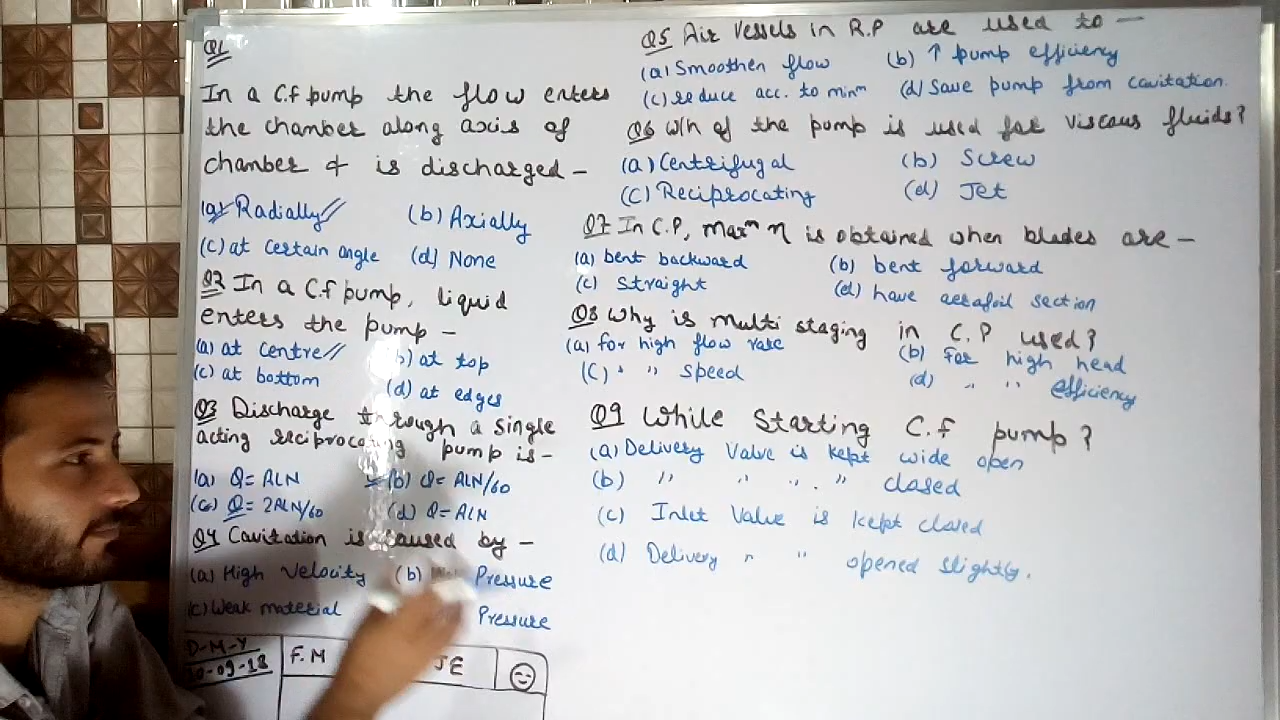 Q1
In a C.f pump the flow enters
the chamber along axis of
chamber & is discharged -
(a) Radially (b) Axially
(c) at certain angle (d) None
Q2 In a C.f pump, liquid
enters the pump -
(a) at centre (b) at top
(c) at bottom (d) at edges
Q3 Discharge through a single
acting reciprocating pump is -
(a) Q = ALN (b) Q = ALN/60
(c) Q = 2ALN/60 (d) Q = ALN
Q4 Cavitation is caused by -
(a) High velocity (b) Pressure
(c) Weak material Pressure
D-M-Y
-09-18
F.M
JE
Q5 Air Vessels in R.P are used to -
(a) Smoothen flow (b) ↑ pump efficiency
(c) reduce acc. to minm (d) Save pump from cavitation.
Q6 W/h of the pump is used for viscous fluids?
(a) Centrifugal (b) Screw
(c) Reciprocating (d) Jet
Q7 In C.P, maxm η is obtained when blades are -
(a) bent backward (b) bent forward
(c) Straight (d) have aerafoil section
Q8 Why is multi staging in C.P used?
(a) for high flow rate (b) For high head
(c) " " speed (d) " " efficiency
Q9 While Starting C.f pump?
(a) Delivery Valve is kept wide open
(b) " " " " closed
(c) Inlet Valve is kept closed
(d) Delivery " " opened slightly.